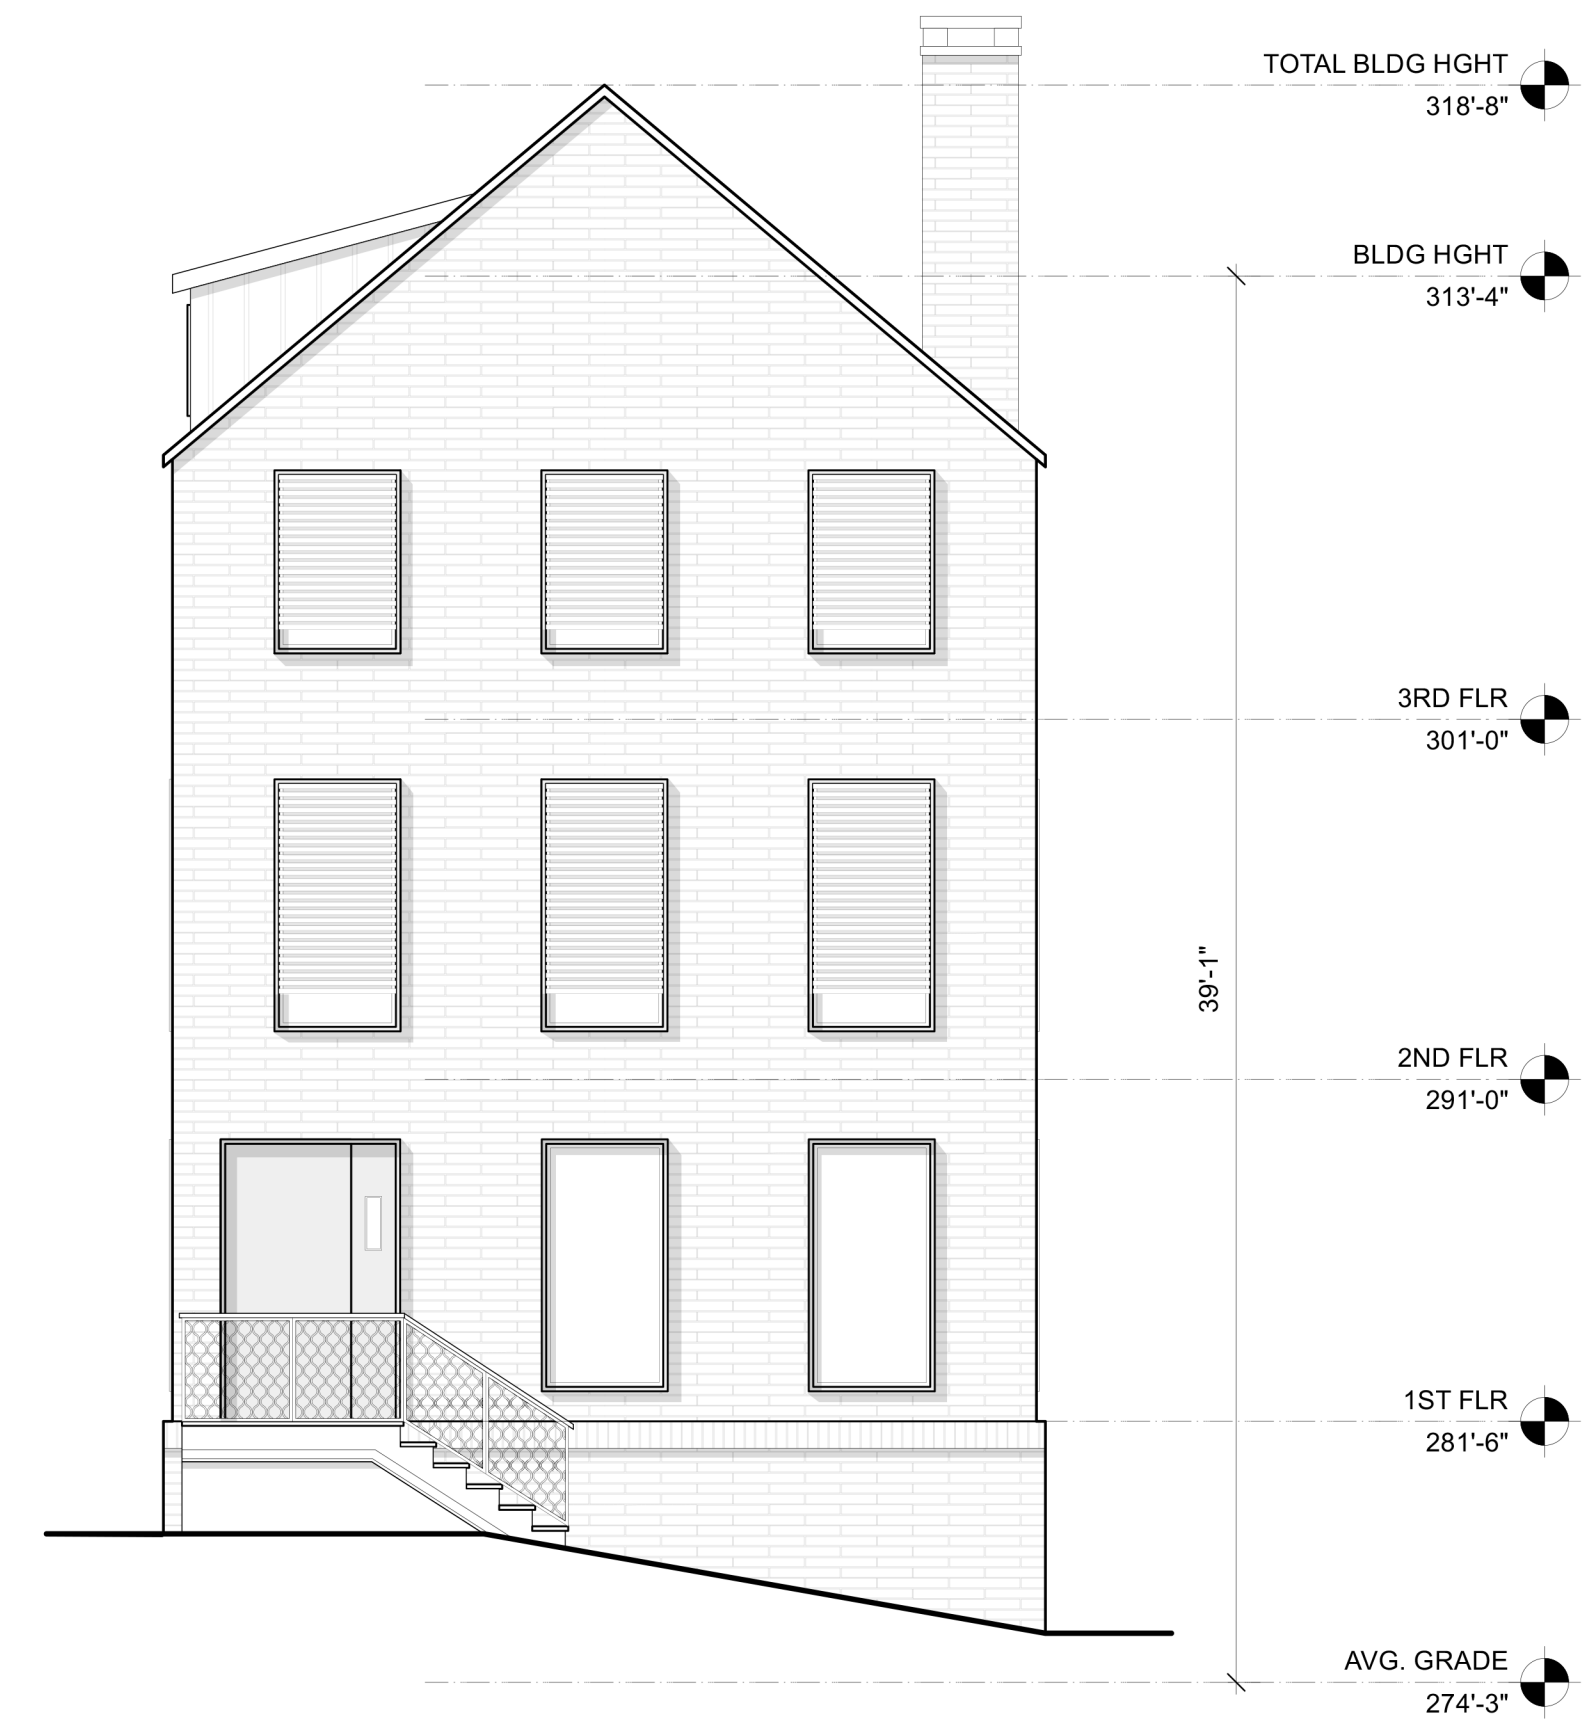 TOTAL BLDG HGHT
318'-8"
BLDG HGHT
313'-4"
3RD FLR
301'-0"
39'-1"
2ND FLR
291'-0"
1ST FLR
281'-6"
AVG. GRADE
274'-3"